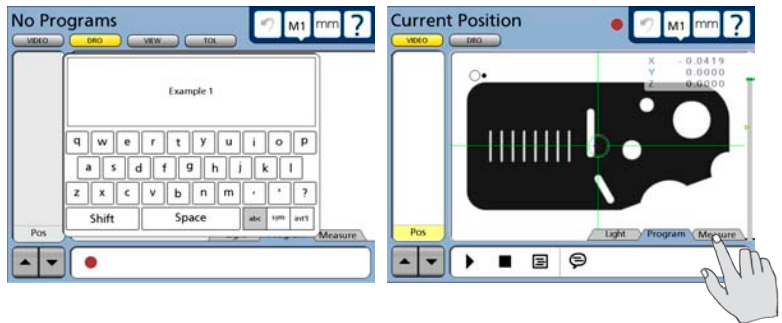 No Programs
M1 mm ?
VIDEO DRO VIEW TOL
Example 1
q w e r t y u i o p
a s d f g h j k l
z x c v b n m , ' ?
Shift Space abc sym int'l
Pos
Measure
Current Position
M1 mm ?
VIDEO DRO
X - 0.0419
Y 0.0000
Z 0.0000
Pos
Light Program Measure